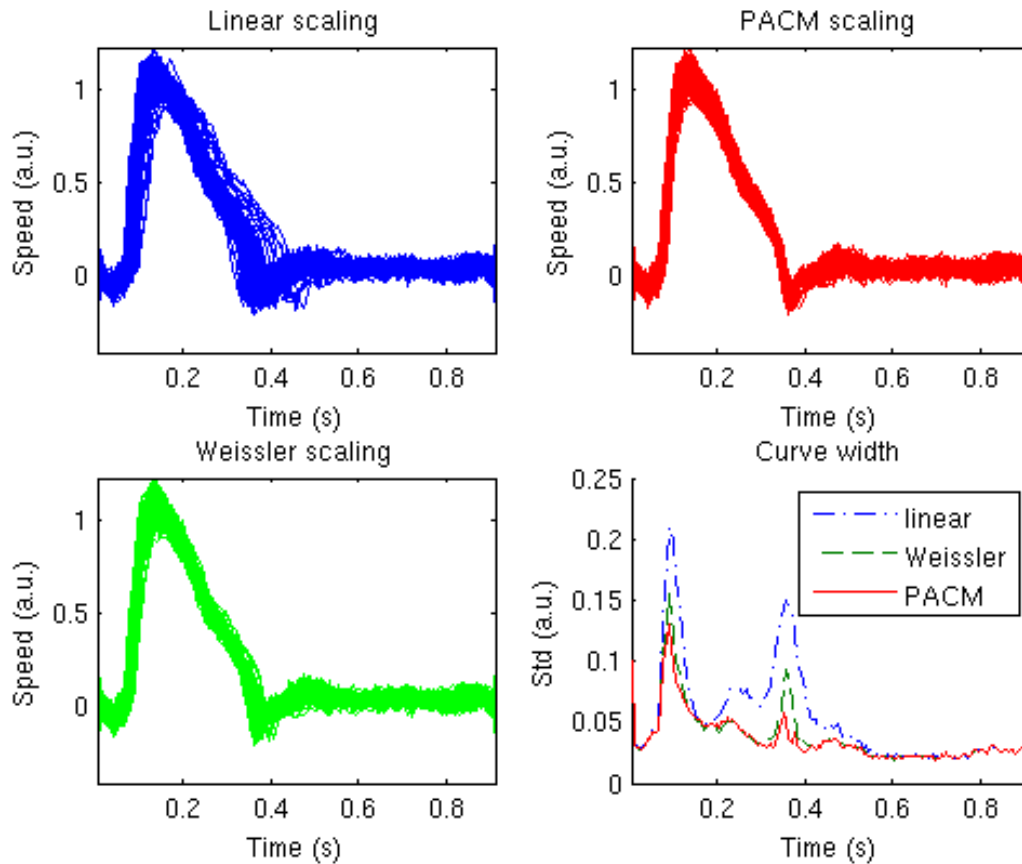 Linear scaling
Speed (a.u.)
1
0.5
0
0.2 0.4 0.6 0.8
Time (s)
PACM scaling
Speed (a.u.)
1
0.5
0
0.2 0.4 0.6 0.8
Time (s)
Weissler scaling
Speed (a.u.)
1
0.5
0
0.2 0.4 0.6 0.8
Time (s)
Curve width
Std (a.u.)
0.25
0.2
0.15
0.1
0.05
0
linear
Weissler
PACM
0.2 0.4 0.6 0.8
Time (s)